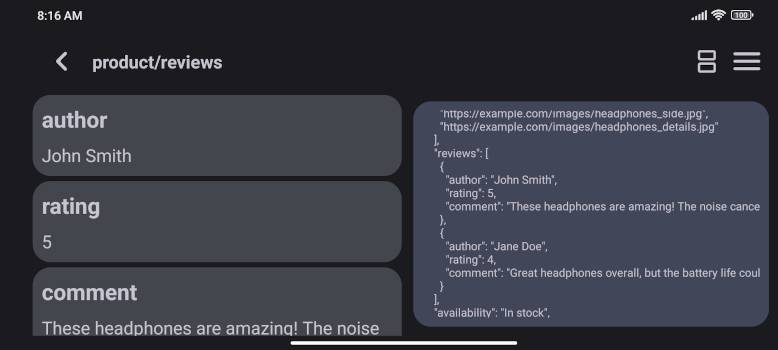 8:16 AM
100
product/reviews
author
John Smith
rating
5
comment
These headphones are amazing! The noise
"https://example.com/images/headphones_side.jpg",
"https://example.com/images/headphones_details.jpg"
],
"reviews": [
{
"author": "John Smith",
"rating": 5,
"comment": "These headphones are amazing! The noise cance
},
{
"author": "Jane Doe",
"rating": 4,
"comment": "Great headphones overall, but the battery life coul
}
],
"availability": "In stock",